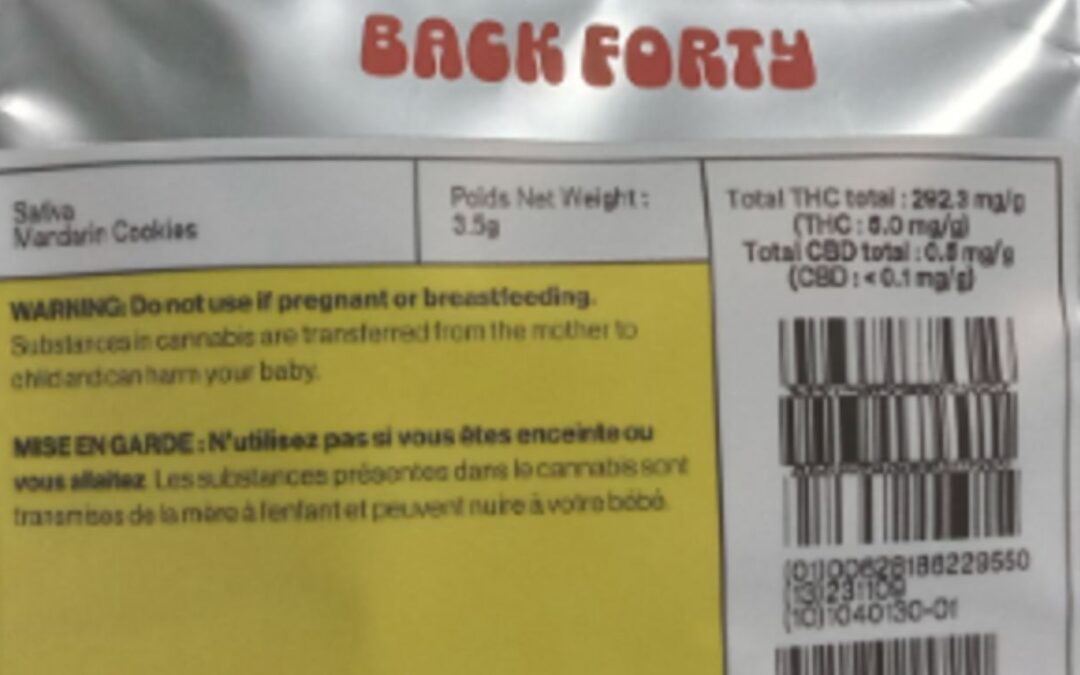 BACK FORTY
Sativa
Mandarin Cookies
Poids Net Weight :
3.5g
Total THC total : 292.3 mg/g
(THC : 5.0 mg/g)
Total CBD total : 0.5 mg/g
(CBD : < 0.1 mg/g)
WARNING: Do not use if pregnant or breastfeeding.
Substances in cannabis are transferred from the mother to
child and can harm your baby.
MISE EN GARDE : N'utilisez pas si vous êtes enceinte ou
vous allaitez Les substances présentes dans le cannabis sont
transmises de la mère à l'enfant et peuvent nuire à votre bébé.
(13)231109
(10)1040130-01